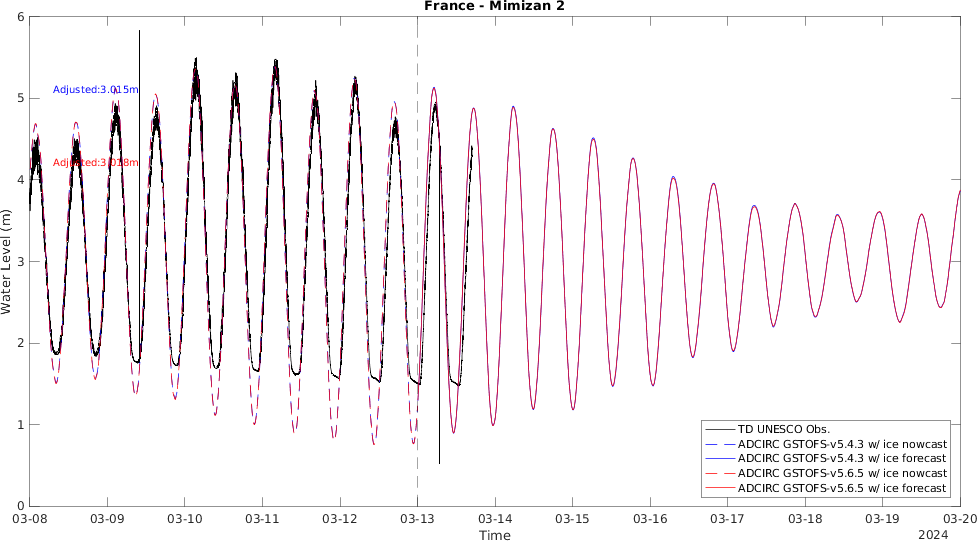 France - Mimizan 2
6
5
4
3
2
1
0
Water Level (m)
Adjusted:3.015m
Adjusted:3.018m
TD UNESCO Obs.
ADCIRC GSTOFS-v5.4.3 w/ ice nowcast
ADCIRC GSTOFS-v5.4.3 w/ ice forecast
ADCIRC GSTOFS-v5.6.5 w/ ice nowcast
ADCIRC GSTOFS-v5.6.5 w/ ice forecast
03-08 03-09 03-10 03-11 03-12 03-13 03-14 03-15 03-16 03-17 03-18 03-19 03-20
Time
2024